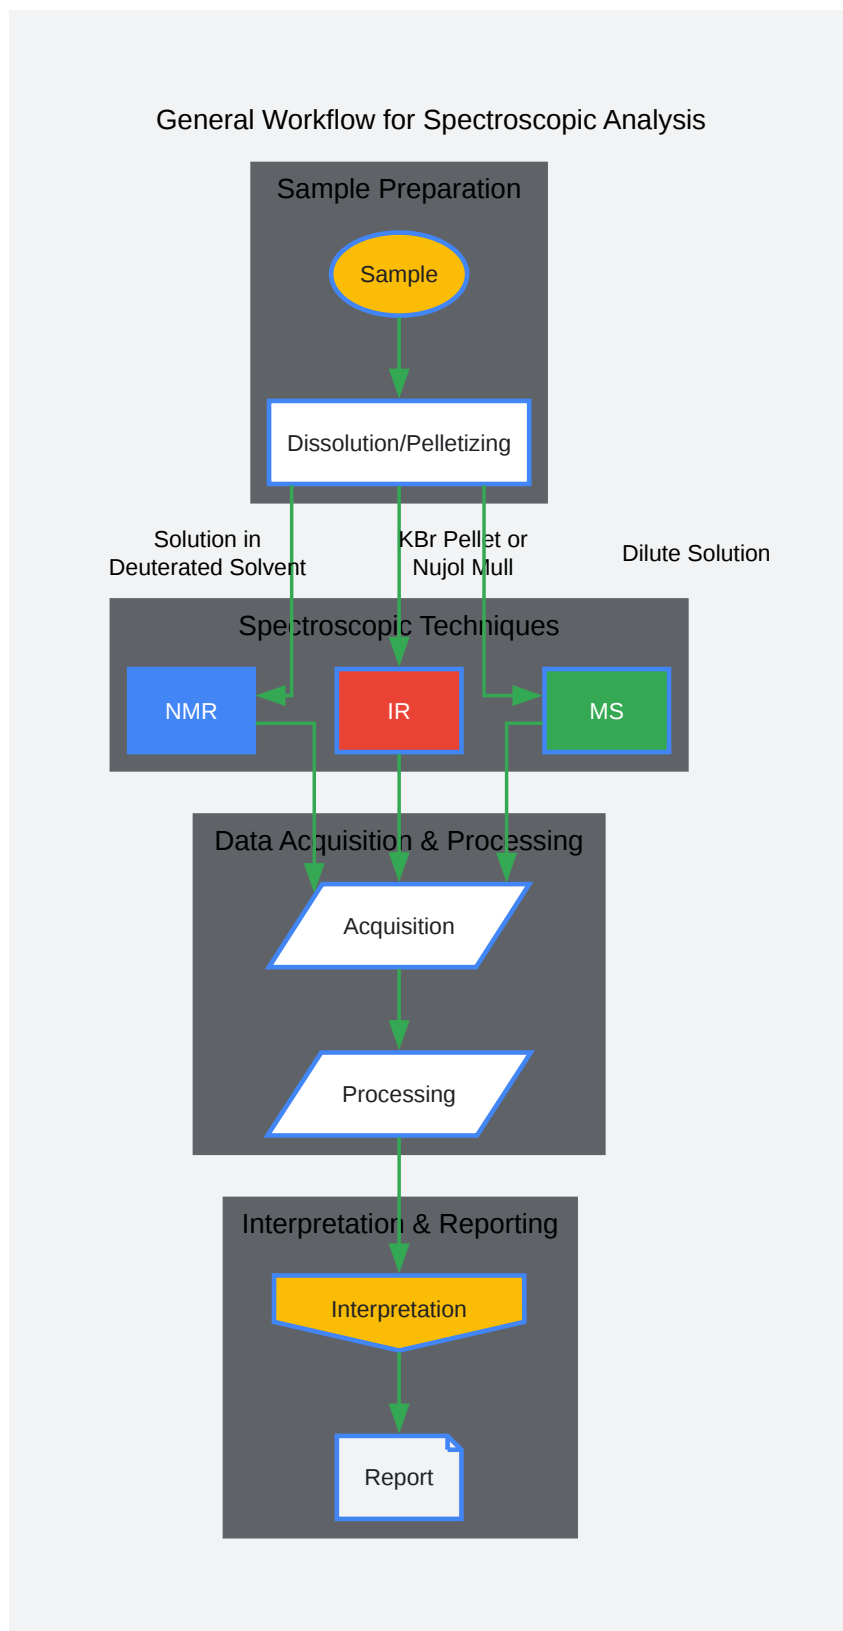 General Workflow for Spectroscopic Analysis
Sample Preparation
Sample
Dissolution/Pelletizing
Solution in
Deuterated Solvent
KBr Pellet or
Nujol Mull
Dilute Solution
Spectroscopic Techniques
NMR
IR
MS
Data Acquisition & Processing
Acquisition
Processing
Interpretation & Reporting
Interpretation
Report